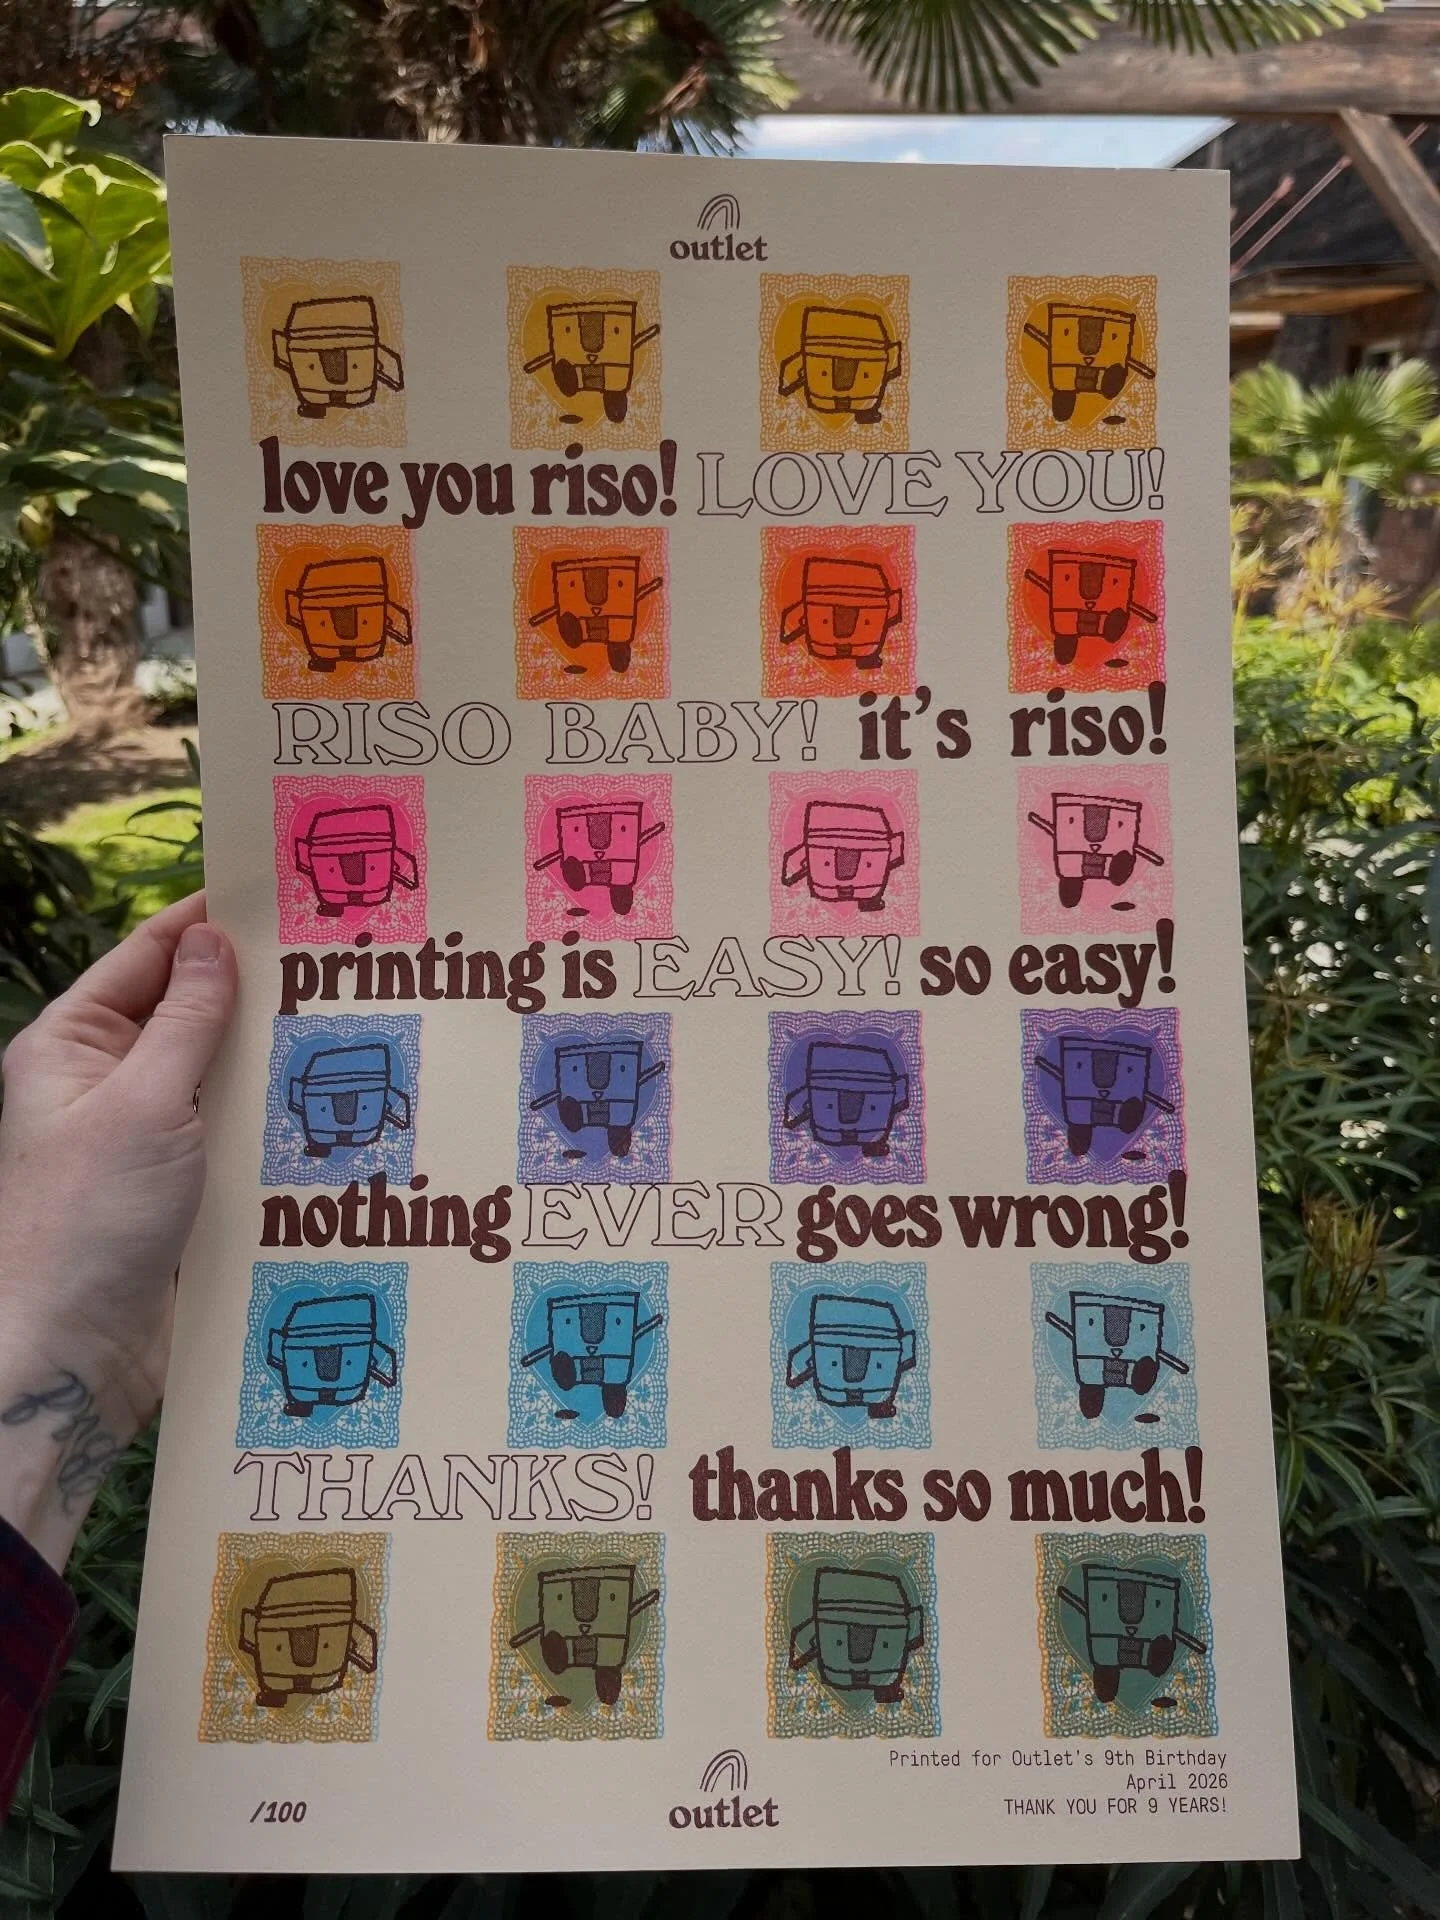 outlet
love you riso! LOVE YOU!
RISO BABY! it's riso!
printing is EASY! so easy!
nothing EVER goes wrong!
THANKS! thanks so much!
Printed for Outlet's 9th Birthday
April 2026
THANK YOU FOR 9 YEARS!
/100
outlet